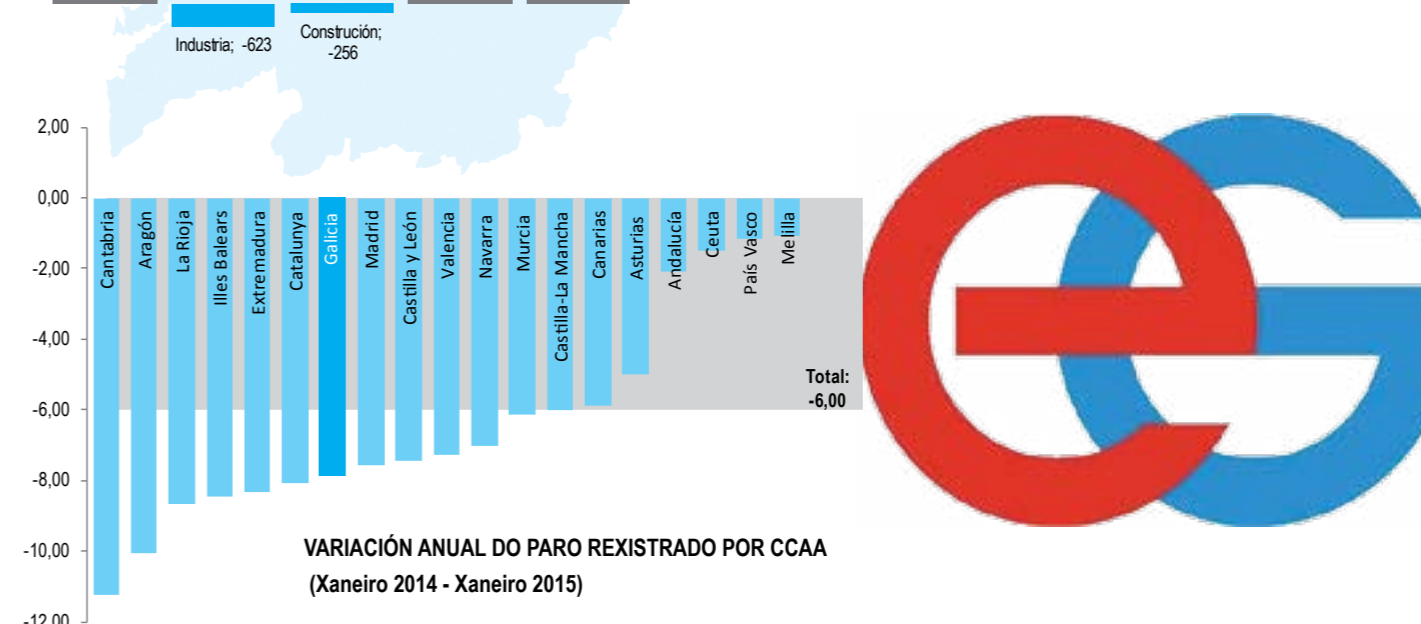 Industria; -623
Construción;
-256
2,00
0,00
-2,00
-4,00
-6,00
-8,00
-10,00
-12,00
Cantabria
Aragón
La Rioja
Illes Balears
Extremadura
Catalunya
Galicia
Madrid
Castilla y León
Valencia
Navarra
Murcia
Castilla-La Mancha
Canarias
Asturias
Andalucía
Ceuta
País Vasco
Melilla
Total:
-6,00
VARIACIÓN ANUAL DO PARO REXISTRADO POR CCAA
(Xaneiro 2014 - Xaneiro 2015)
eG